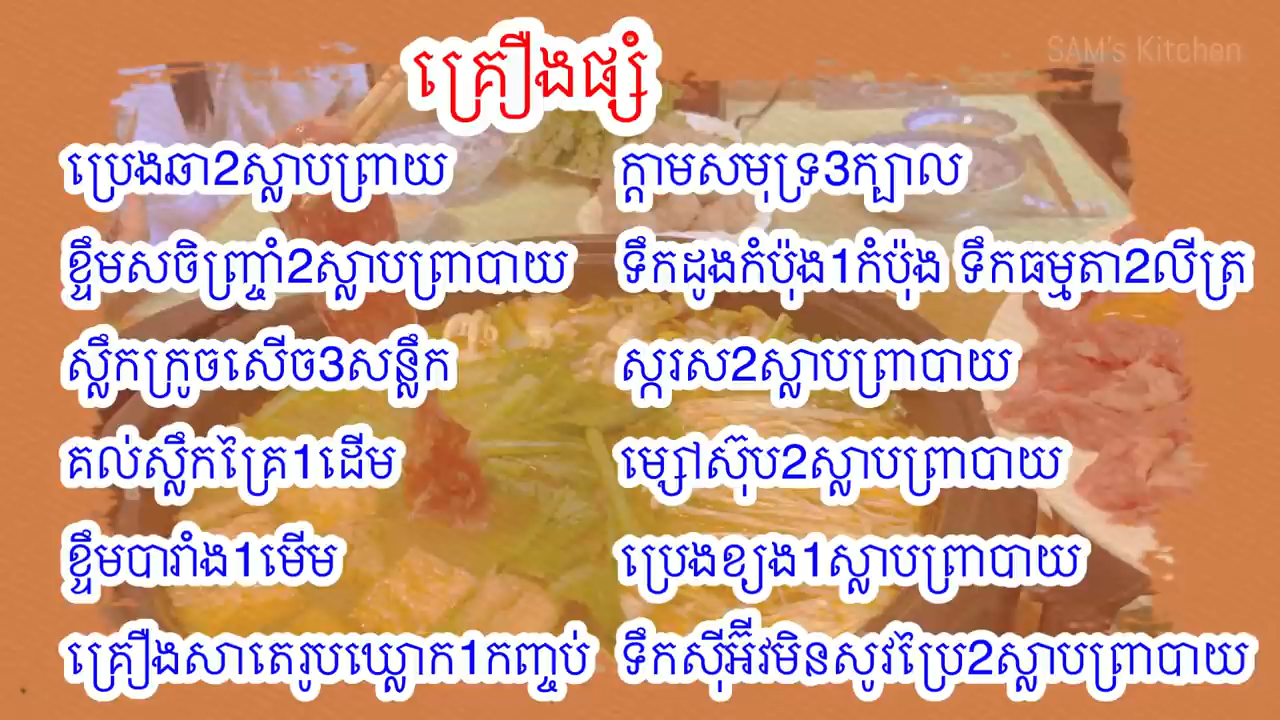 SAM's Kitchen
គ្រឿងផ្សំ
ប្រេងឆា2ស្លាបព្រាយ
ខ្ទឹមសចិញ្ច្រាំ2ស្លាបព្រាបាយ
ស្លឹកក្រូចសើច3សន្លឹក
គល់ស្លឹកគ្រៃ1ដើម
ខ្ទឹមបារាំង1មើម
គ្រឿងសាតេរូបឃ្លោក1កញ្ចប់
ក្តាមសមុទ្រ3ក្បាល
ទឹកដូងកំប៉ុង1កំប៉ុង ទឹកធម្មតា2លីត្រ
ស្ករស2ស្លាបព្រាបាយ
ម្សៅស៊ុប2ស្លាបព្រាបាយ
ប្រេងខ្យង1ស្លាបព្រាបាយ
ទឹកស៊ីអ៊ីវមិនសូវប្រៃ2ស្លាបព្រាបាយ